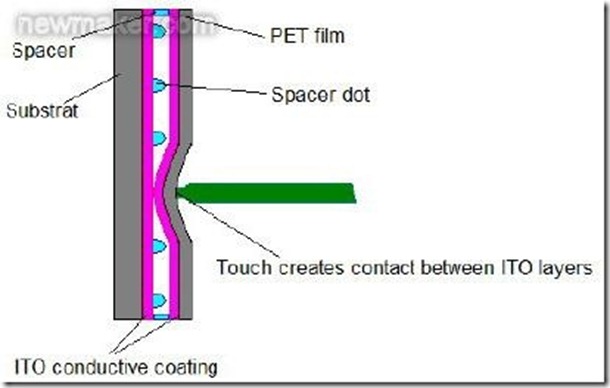 newmaker.com
Spacer
PET film
Spacer dot
Substrat
Touch creates contact between ITO layers
ITO conductive coating